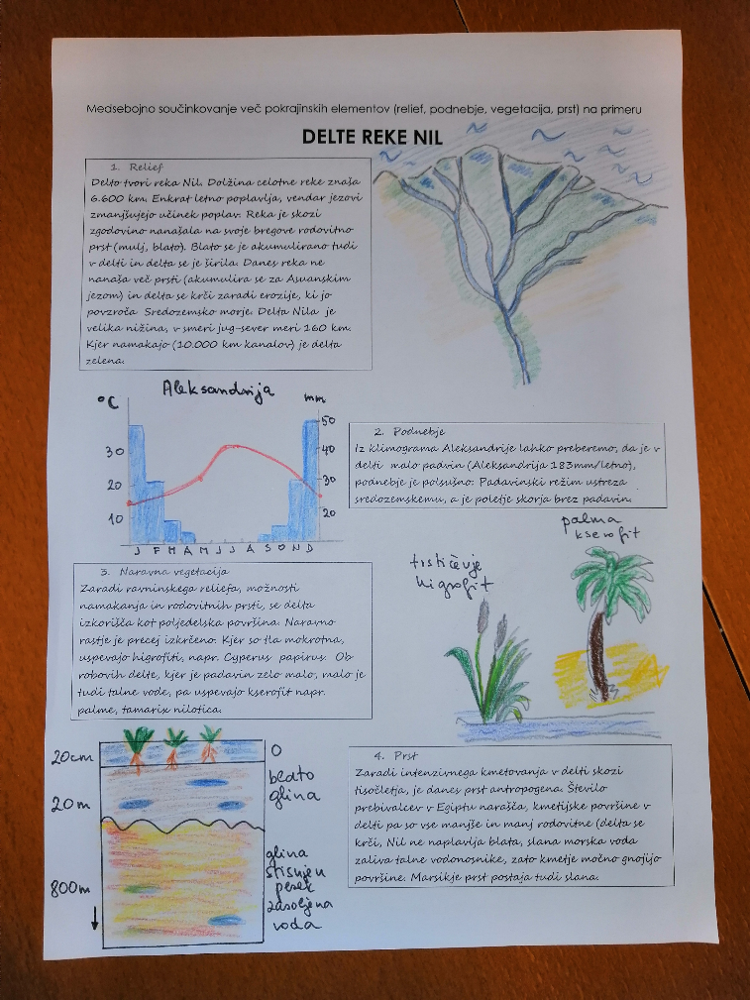 Medsebojno součinkovanje več pokrajinskih elementov (relief, podnebje, vegetacija, prst) na primeru
DELTE REKE NIL
1. Relief
Delto tvori reka Nil. Dolžina celotne reke znaša
6.600 km. Enkrat letno poplavlja, vendar jezovi
zmanjšujejo učinek poplav. Reka je skozi
zgodovino nanašala na svoje bregove rodovitno
prst (mulj, blato). Blato se je akumulirano tudi
v delti in delta se je širila. Danes reka ne
nanaša več prsti (akumulira se za Asuanskim
jezom) in delta se krči zaradi erozije, ki jo
povzroča Sredozemsko morje. Delta Nila je
velika nižina, v smeri jug-sever meri 160 km.
Kjer namakajo (10.000 km kanalov) je delta
zelena.
Aleksandrija
°C
mm
50
30
40
20
30
10
20
J F M A M J J A S O N D
2. Podnebje
Iz klimograma Aleksandrije lahko preberemo, da je v
delti malo padvin (Aleksandrija 183mm/letno),
podnebje je polsušno. Padavinski režim ustreza
sredozemskemu, a je poletje skorja brez padavin.
palma
kserofit
tističevje
higrofit
3. Naravna vegetacija
Zaradi ravninskega reliefa, možnosti
namakanja in rodovitnih prsti, se delta
izkorišča kot poljedelska površina. Naravno
rastje je precej izkrčeno. Kjer so tla mokrotna,
uspevajo higrofiti, napr. Cyperus papirus. Ob
robovih delte, kjer je padavin zelo malo, malo je
tudi talne vode, pa uspevajo kserofit napr.
palme, tamarix nilotica.
20cm
O
blato
glina
20m
glina
stisnjen
pesek
zasoljena
voda
800m
4. Prst
Zaradi intenzivnega kmetovanja v delti skozi
tisočletja, je danes prst antropogena. Število
prebivalcev v Egiptu narašča, kmetijske površine v
delti pa so vse manjše in manj rodovitne (delta se
krči, Nil ne naplavlja blata, slana morska voda
zaliva talne vodonosnike, zato kmetje močno gnojijo
površine. Marsikje prst postaja tudi slana.